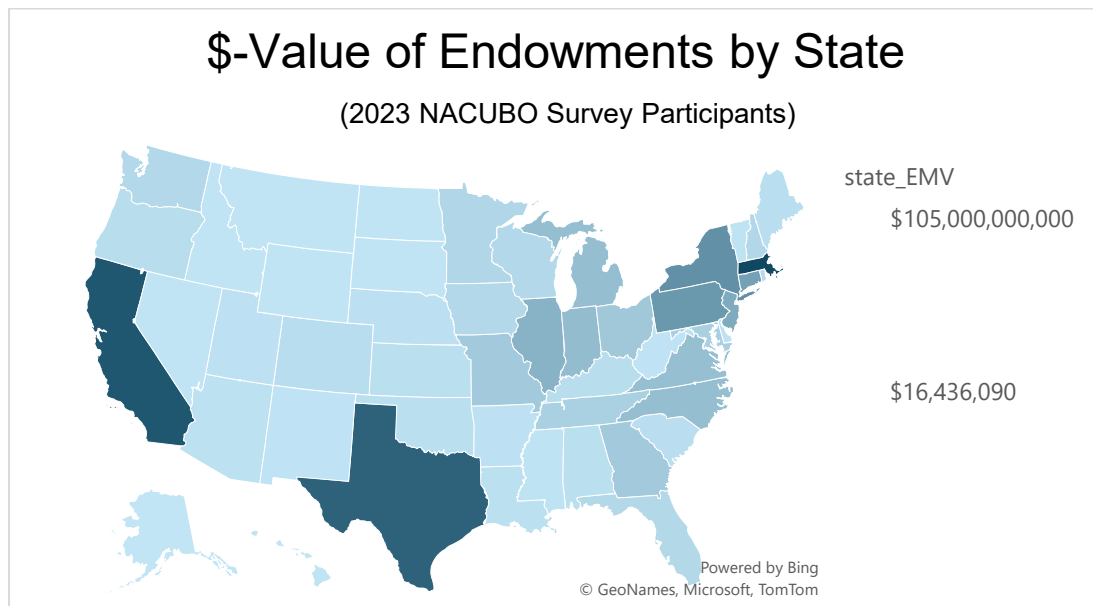 $-Value of Endowments by State
(2023 NACUBO Survey Participants)
state_EMV
$105,000,000,000
$16,436,090
Powered by Bing
© GeoNames, Microsoft, TomTom